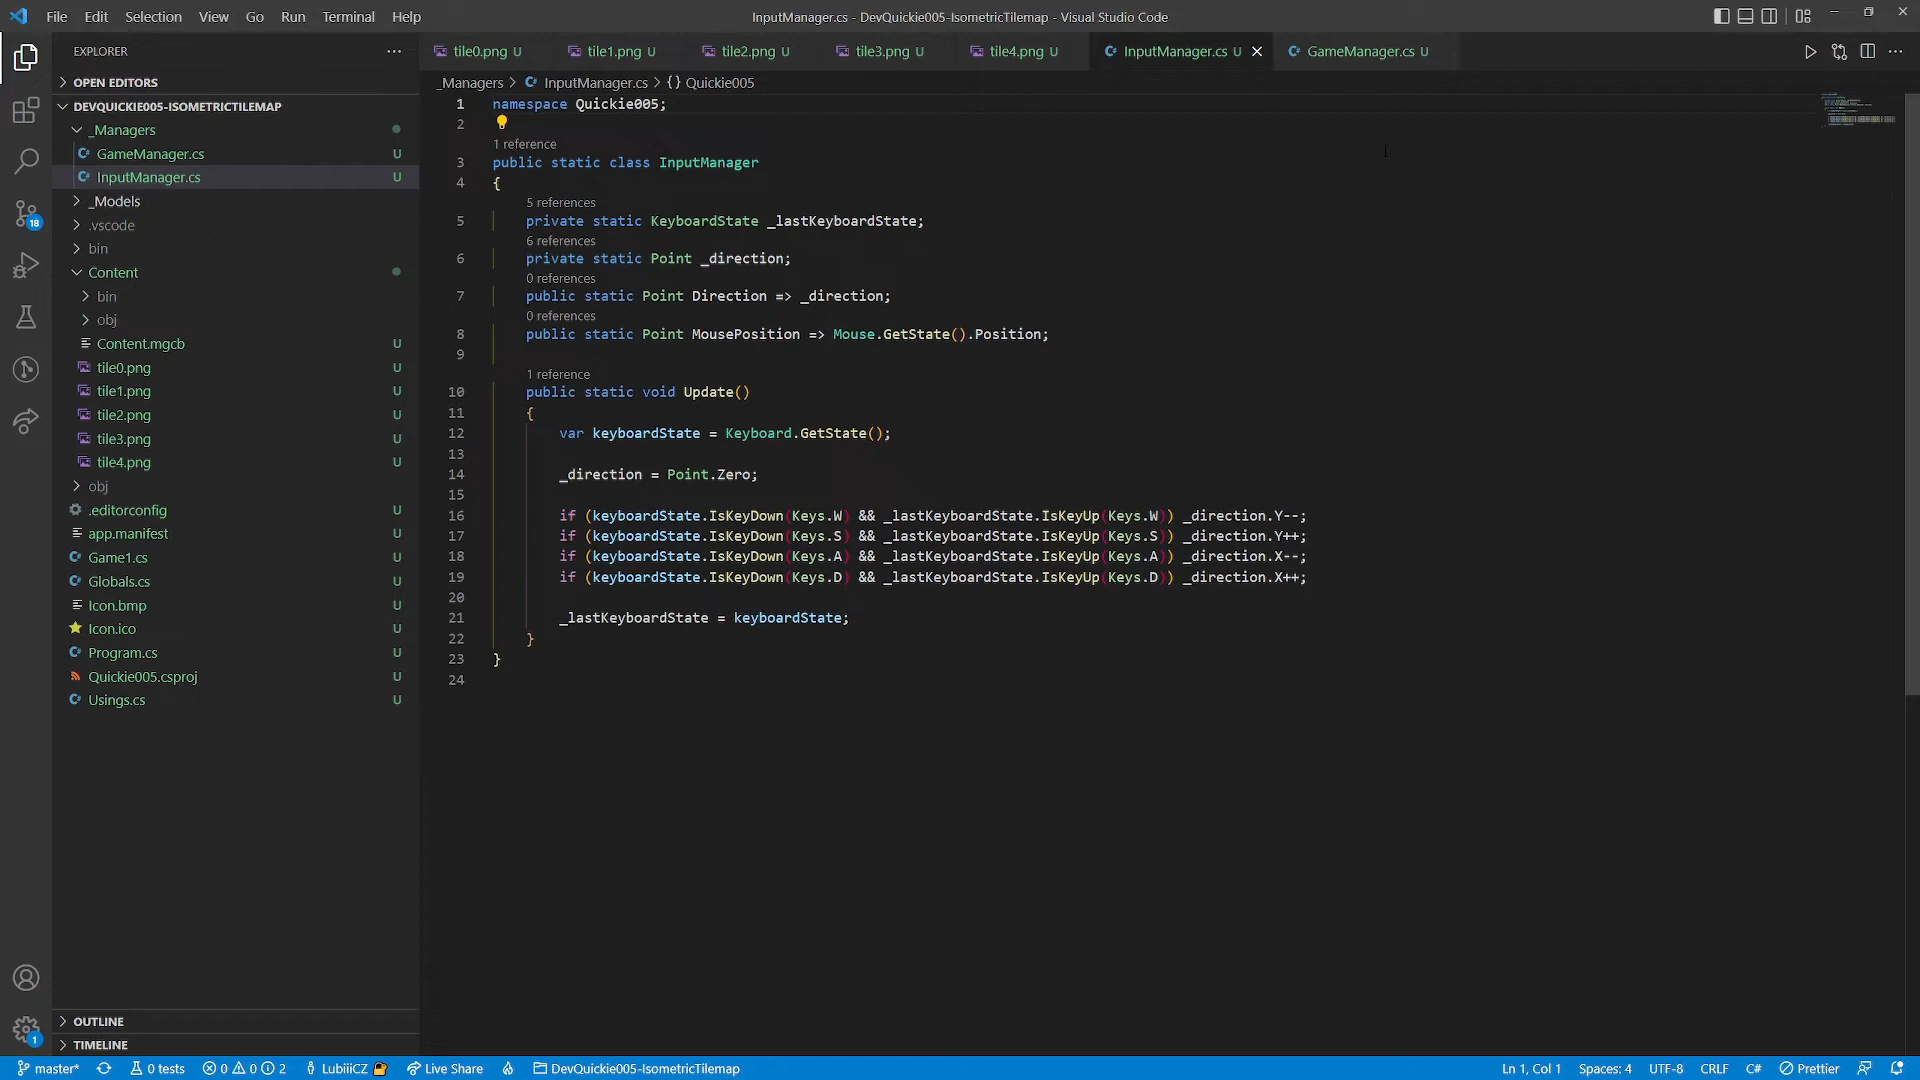 File Edit Selection View Go Run Terminal Help
InputManager.cs - DevQuickie005-IsometricTilemap - Visual Studio Code
EXPLORER
OPEN EDITORS
DEVQUICKIE005-ISOMETRICTILEMAP
_Managers
GameManager.cs U
InputManager.cs U
_Models
.vscode
bin
Content
bin
obj
Content.mgcb U
tile0.png U
tile1.png U
tile2.png U
tile3.png U
tile4.png U
obj
.editorconfig U
app.manifest U
Game1.cs U
Globals.cs U
Icon.bmp U
Icon.ico U
Program.cs U
Quickie005.csproj U
Usings.cs U
OUTLINE
TIMELINE
18
1
tile0.png U tile1.png U tile2.png U tile3.png U tile4.png U InputManager.cs U GameManager.cs U
_Managers > InputManager.cs > {} Quickie005
1 namespace Quickie005;
2
1 reference
3 public static class InputManager
4 {
5 references
5 private static KeyboardState _lastKeyboardState;
6 references
6 private static Point _direction;
0 references
7 public static Point Direction => _direction;
0 references
8 public static Point MousePosition => Mouse.GetState().Position;
9
1 reference
10 public static void Update()
11 {
12 var keyboardState = Keyboard.GetState();
13
14 _direction = Point.Zero;
15
16 if (keyboardState.IsKeyDown(Keys.W) && _lastKeyboardState.IsKeyUp(Keys.W)) _direction.Y--;
17 if (keyboardState.IsKeyDown(Keys.S) && _lastKeyboardState.IsKeyUp(Keys.S)) _direction.Y++;
18 if (keyboardState.IsKeyDown(Keys.A) && _lastKeyboardState.IsKeyUp(Keys.A)) _direction.X--;
19 if (keyboardState.IsKeyDown(Keys.D) && _lastKeyboardState.IsKeyUp(Keys.D)) _direction.X++;
20
21 _lastKeyboardState = keyboardState;
22 }
23 }
24
master* 0 tests 0 0 2 LubiiiCZ Live Share DevQuickie005-IsometricTilemap Ln 1, Col 1 Spaces: 4 UTF-8 CRLF C# Prettier